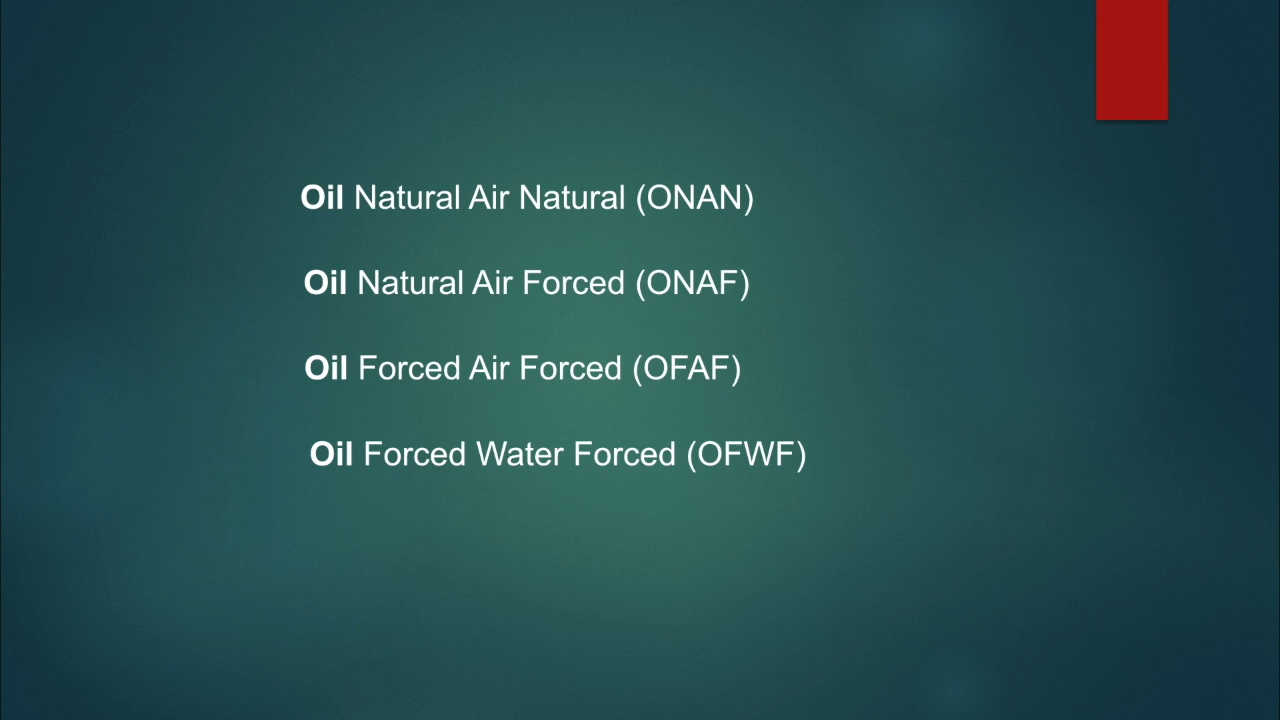 Oil Natural Air Natural (ONAN)
Oil Natural Air Forced (ONAF)
Oil Forced Air Forced (OFAF)
Oil Forced Water Forced (OFWF)